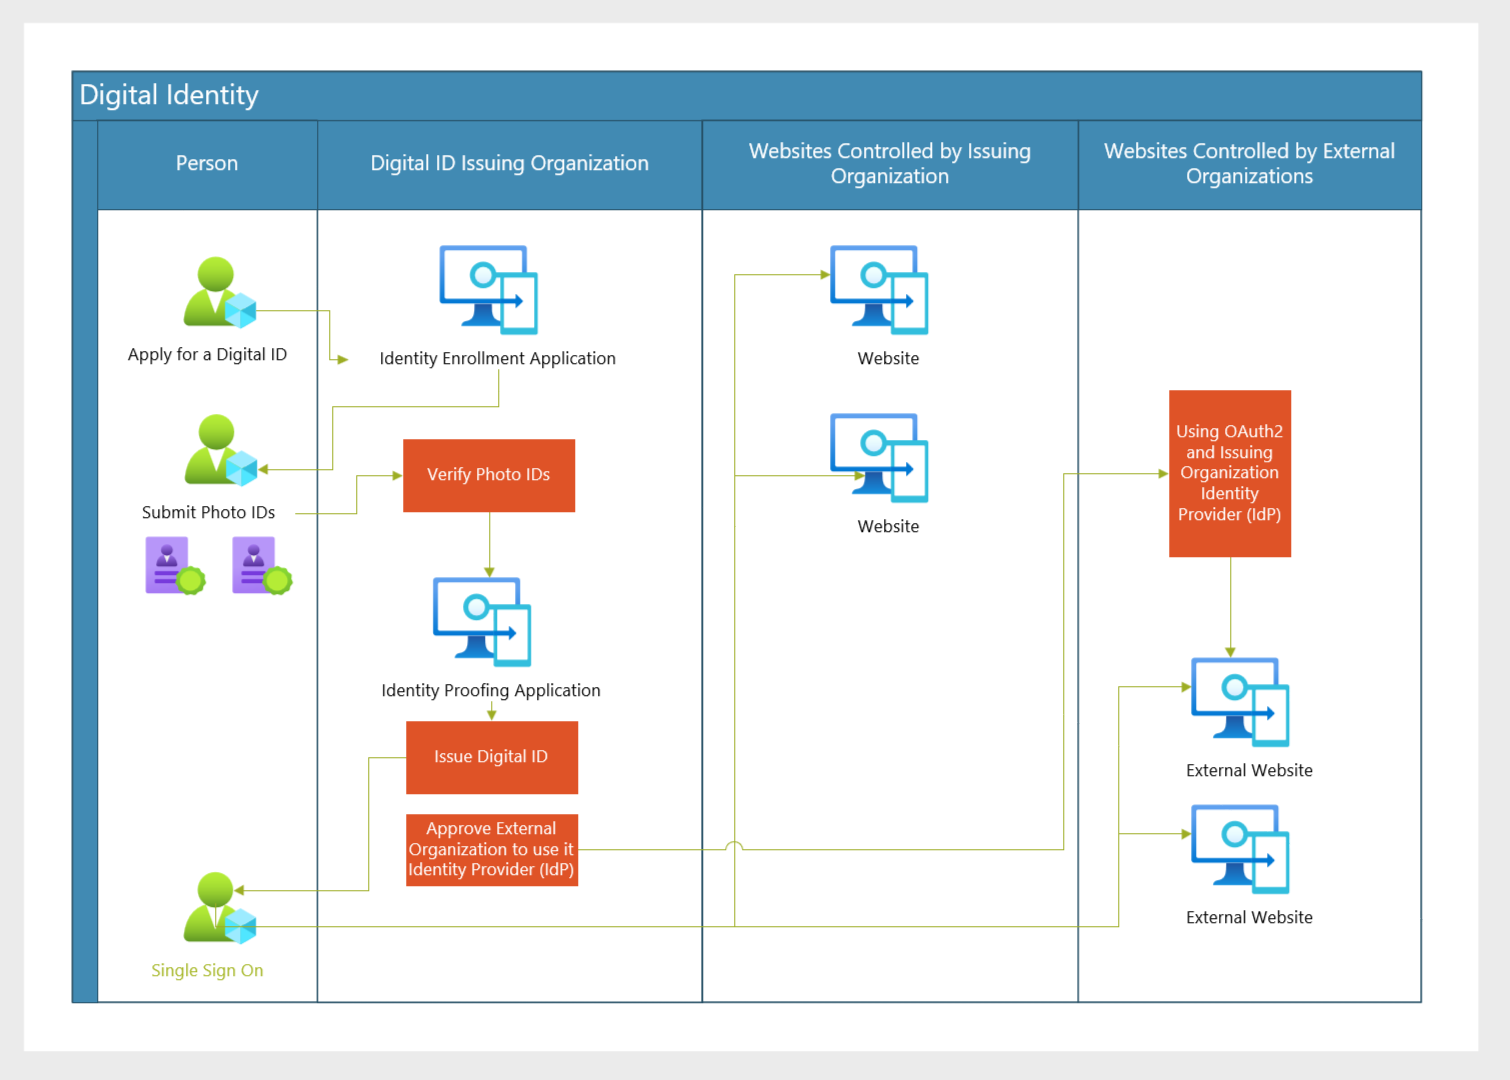 Digital Identity
Person
Digital ID Issuing Organization
Websites Controlled by Issuing
Organization
Websites Controlled by External
Organizations
Apply for a Digital ID
Identity Enrollment Application
Website
Submit Photo IDs
Verify Photo IDs
Website
Using OAuth2
and Issuing
Organization
Identity
Provider (IdP)
Identity Proofing Application
Issue Digital ID
External Website
Approve External
Organization to use it
Identity Provider (IdP)
External Website
Single Sign On